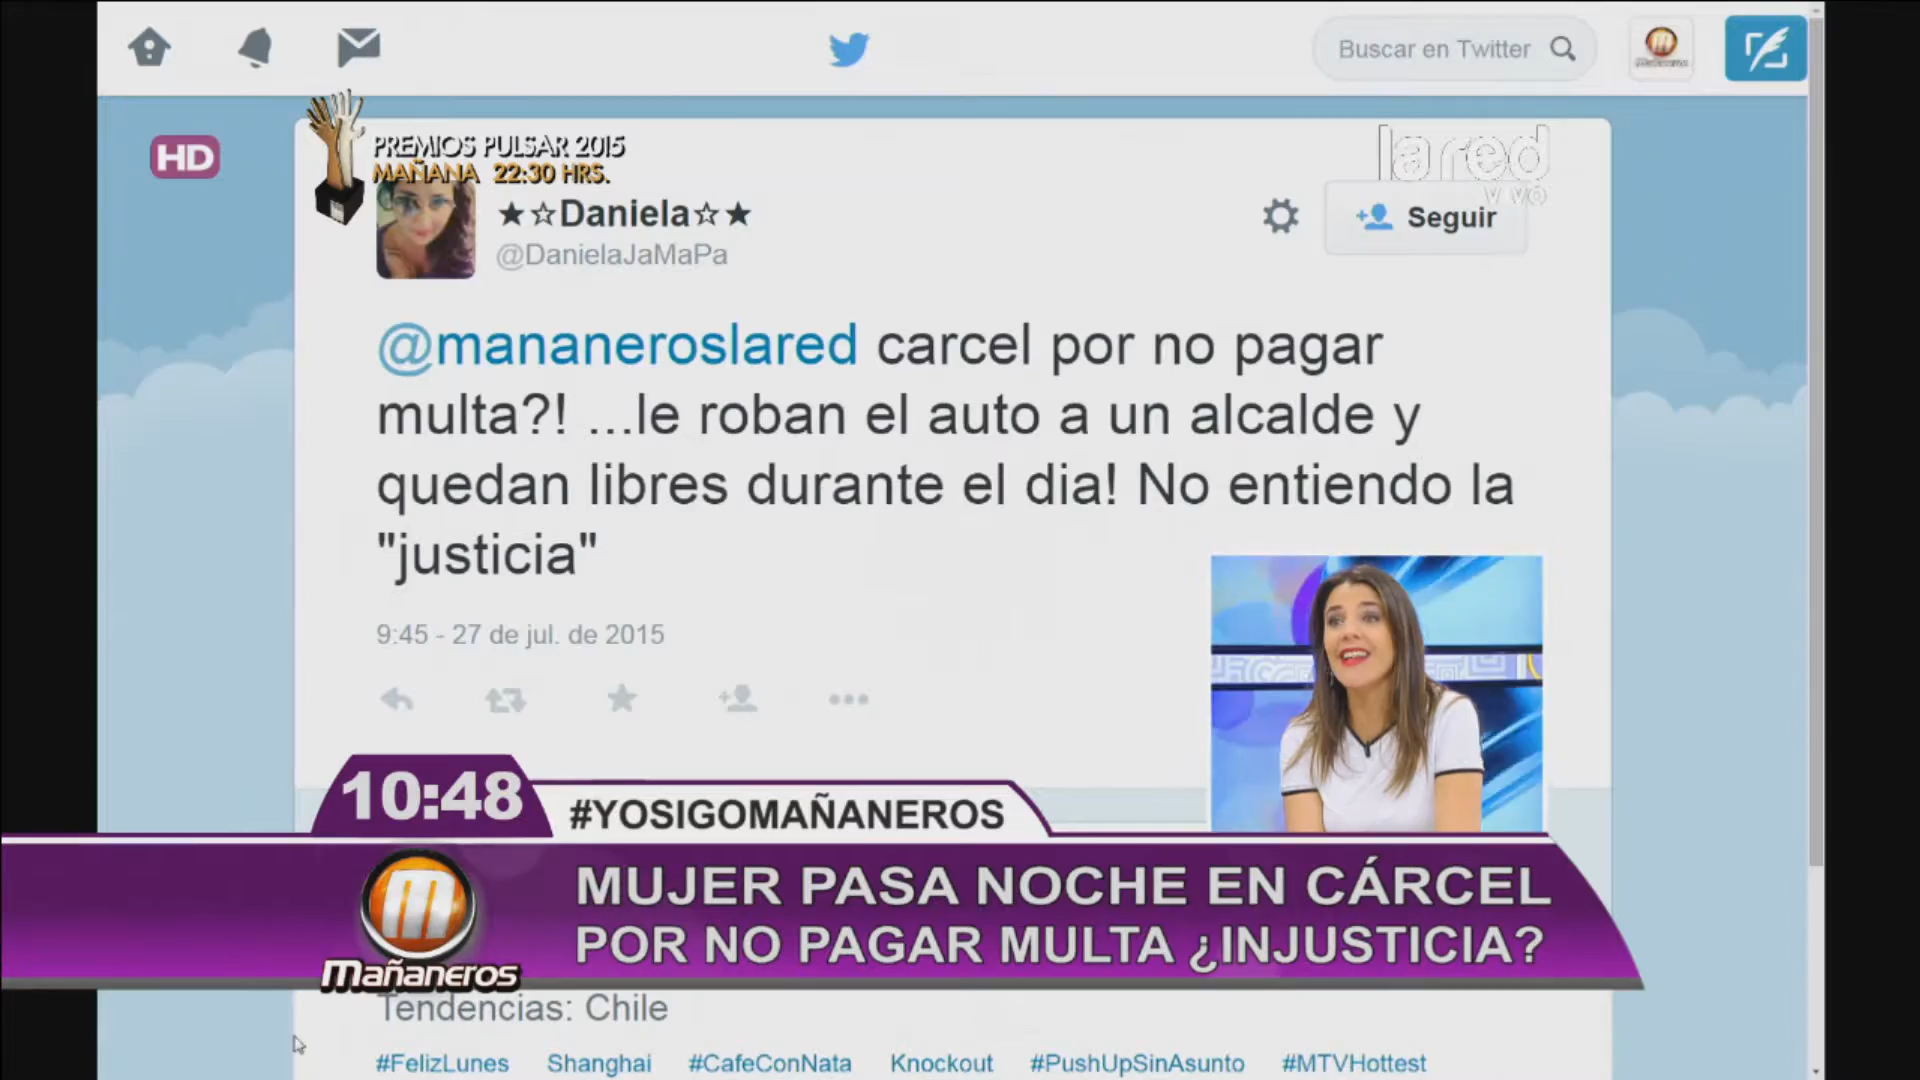 Buscar en Twitter
Mañaneros
HD
PREMIOS PULSAR 2015
MAÑANA 22:30 HRS.
la red
vivo
★☆Daniela☆★
@DanielaJaMaPa
Seguir
@mananeroslared carcel por no pagar
multa?! ...le roban el auto a un alcalde y
quedan libres durante el dia! No entiendo la
"justicia"
9:45 - 27 de jul. de 2015
10:48
#YOSIGOMAÑANEROS
MUJER PASA NOCHE EN CÁRCEL
POR NO PAGAR MULTA ¿INJUSTICIA?
Mañaneros
Tendencias: Chile
#FelizLunes Shanghai #CafeConNata Knockout #PushUpSinAsunto #MTVHottest